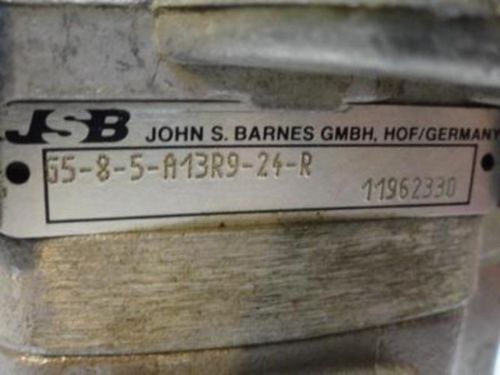 JSB JOHN S. BARNES GMBH, HOF/GERMANY
G5-8-5-A13R9-24-R
11962330